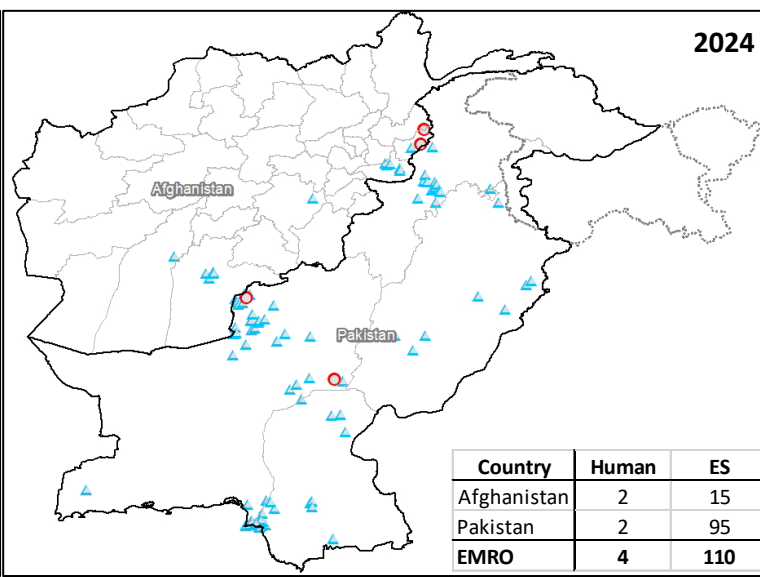 2024
Afghanistan
Pakistan
Country Human ES
Afghanistan 2 15
Pakistan 2 95
EMRO 4 110